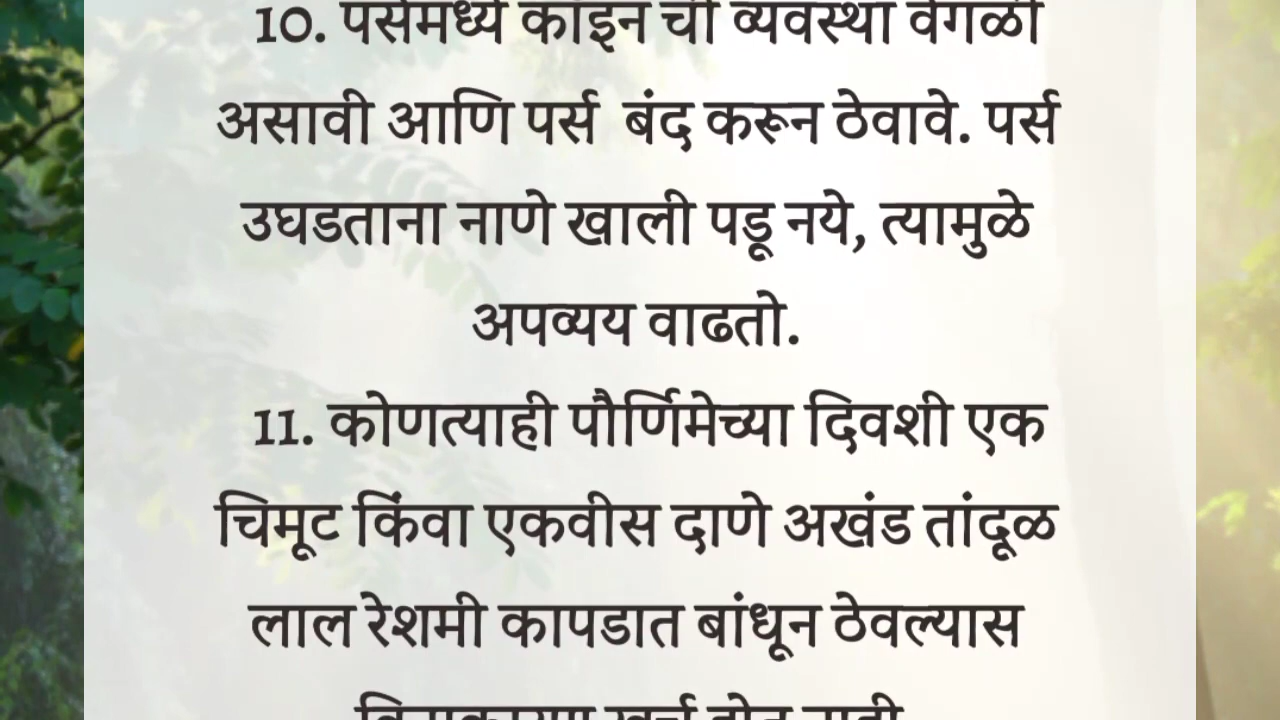 10. पर्समध्ये कॉइन ची व्यवस्था वेगळी
असावी आणि पर्स बंद करून ठेवावे. पर्स
उघडताना नाणे खाली पडू नये, त्यामुळे
अपव्यय वाढतो.
11. कोणत्याही पौर्णिमेच्या दिवशी एक
चिमूट किंवा एकवीस दाणे अखंड तांदूळ
लाल रेशमी कापडात बांधून ठेवल्यास